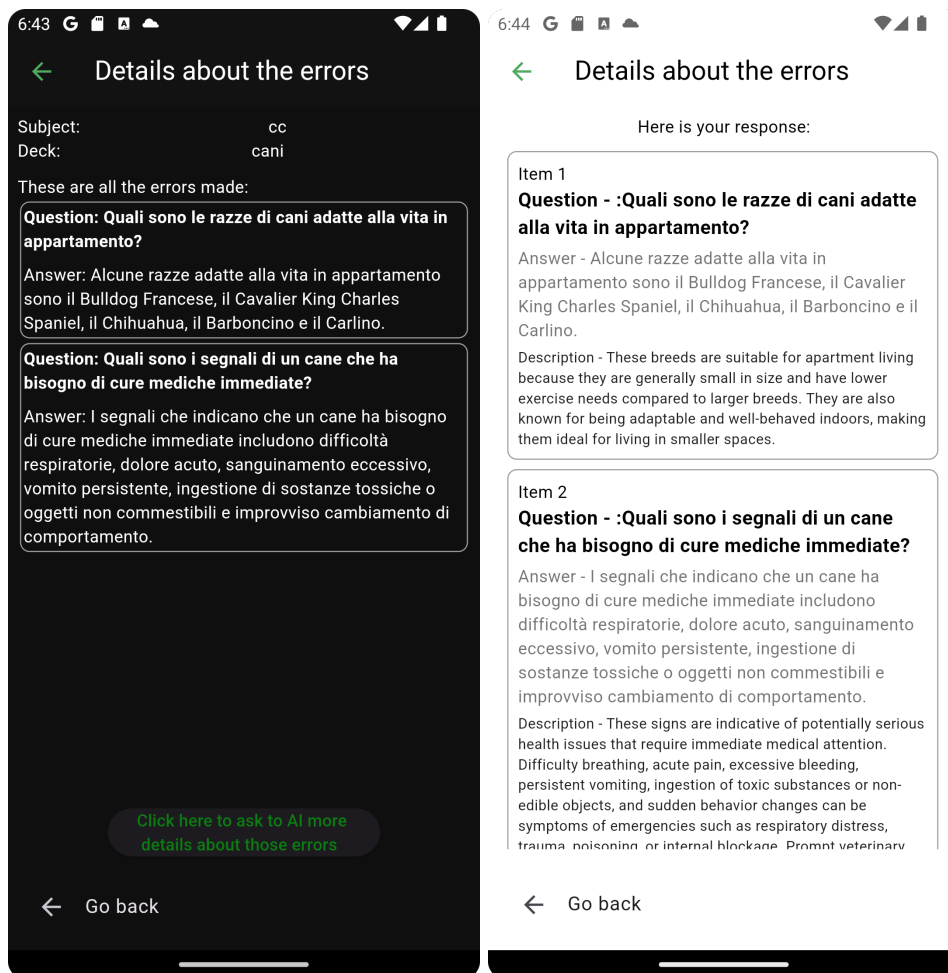 6:43
Details about the errors
Subject: cc
Deck: cani
These are all the errors made:
Question: Quali sono le razze di cani adatte alla vita in
appartamento?
Answer: Alcune razze adatte alla vita in appartamento
sono il Bulldog Francese, il Cavalier King Charles
Spaniel, il Chihuahua, il Barboncino e il Carlino.
Question: Quali sono i segnali di un cane che ha
bisogno di cure mediche immediate?
Answer: I segnali che indicano che un cane ha bisogno
di cure mediche immediate includono difficoltà
respiratorie, dolore acuto, sanguinamento eccessivo,
vomito persistente, ingestione di sostanze tossiche o
oggetti non commestibili e improvviso cambiamento di
comportamento.
Click here to ask to AI more
details about those errors
Go back
6:44
Details about the errors
Here is your response:
Item 1
Question - :Quali sono le razze di cani adatte
alla vita in appartamento?
Answer - Alcune razze adatte alla vita in
appartamento sono il Bulldog Francese, il Cavalier
King Charles Spaniel, il Chihuahua, il Barboncino e il
Carlino.
Description - These breeds are suitable for apartment living
because they are generally small in size and have lower
exercise needs compared to larger breeds. They are also
known for being adaptable and well-behaved indoors, making
them ideal for living in smaller spaces.
Item 2
Question - :Quali sono i segnali di un cane
che ha bisogno di cure mediche immediate?
Answer - I segnali che indicano che un cane ha
bisogno di cure mediche immediate includono
difficoltà respiratorie, dolore acuto, sanguinamento
eccessivo, vomito persistente, ingestione di
sostanze tossiche o oggetti non commestibili e
improvviso cambiamento di comportamento.
Description - These signs are indicative of potentially serious
health issues that require immediate medical attention.
Difficulty breathing, acute pain, excessive bleeding,
persistent vomiting, ingestion of toxic substances or non-
edible objects, and sudden behavior changes can be
symptoms of emergencies such as respiratory distress,
trauma, poisoning, or internal blockage. Prompt veterinary
Go back